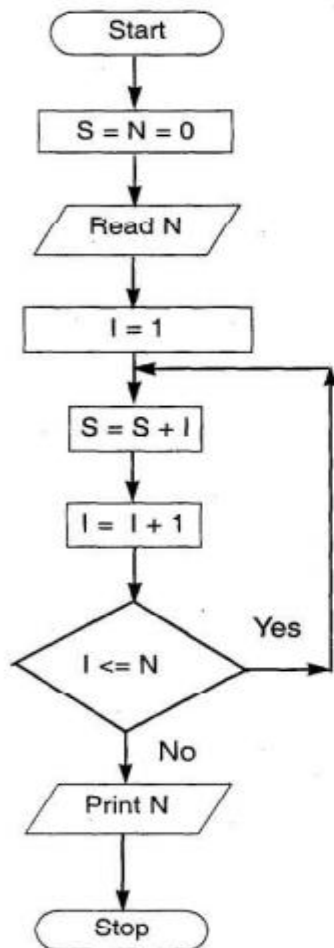 Start
S = N = 0
Read N
I = 1
S = S + I
I = I + 1
I <= N
Yes
No
Print N
Stop